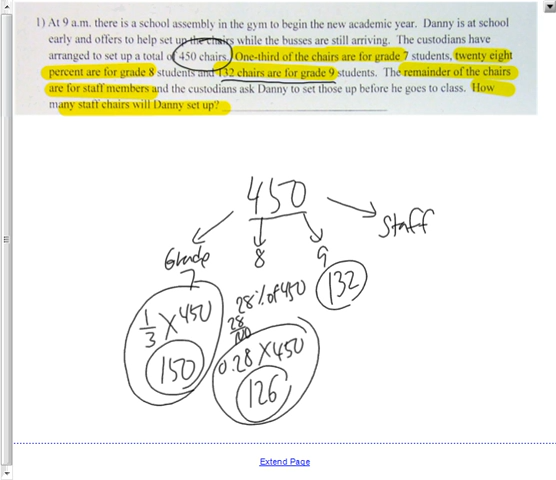 1) At 9 a.m. there is a school assembly in the gym to begin the new academic year. Danny is at school
early and offers to help set up the chairs while the busses are still arriving. The custodians have
arranged to set up a total of 450 chairs. One-third of the chairs are for grade 7 students, twenty eight
percent are for grade 8 students and 132 chairs are for grade 9 students. The remainder of the chairs
are for staff members and the custodians ask Danny to set those up before he goes to class. How
many staff chairs will Danny set up?
450
Staff
Grade 8 9
7
28% of 450 132
1/3 X 450
28
0.28 X 450
150
126
Extend Page